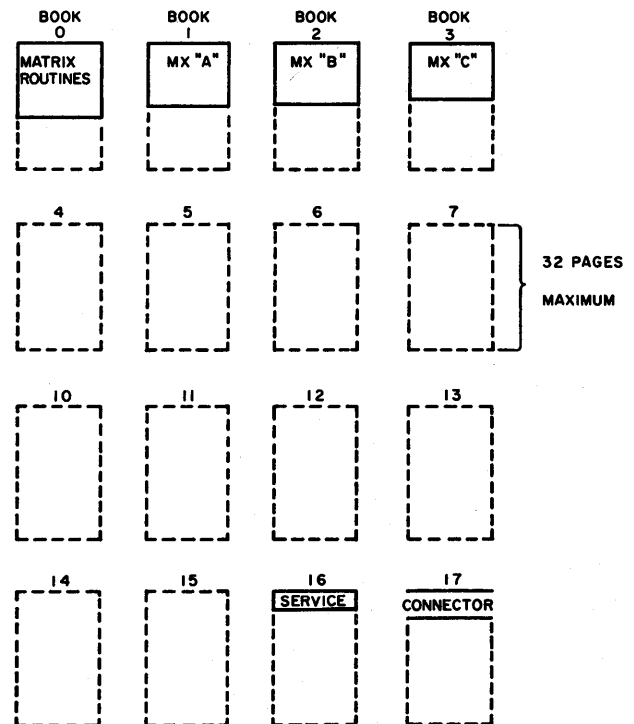 BOOK BOOK BOOK BOOK
0 1 2 3
MATRIX MX "A" MX "B" MX "C"
ROUTINES
4 5 6 7
32 PAGES
MAXIMUM
10 11 12 13
14 15 16 17
SERVICE CONNECTOR